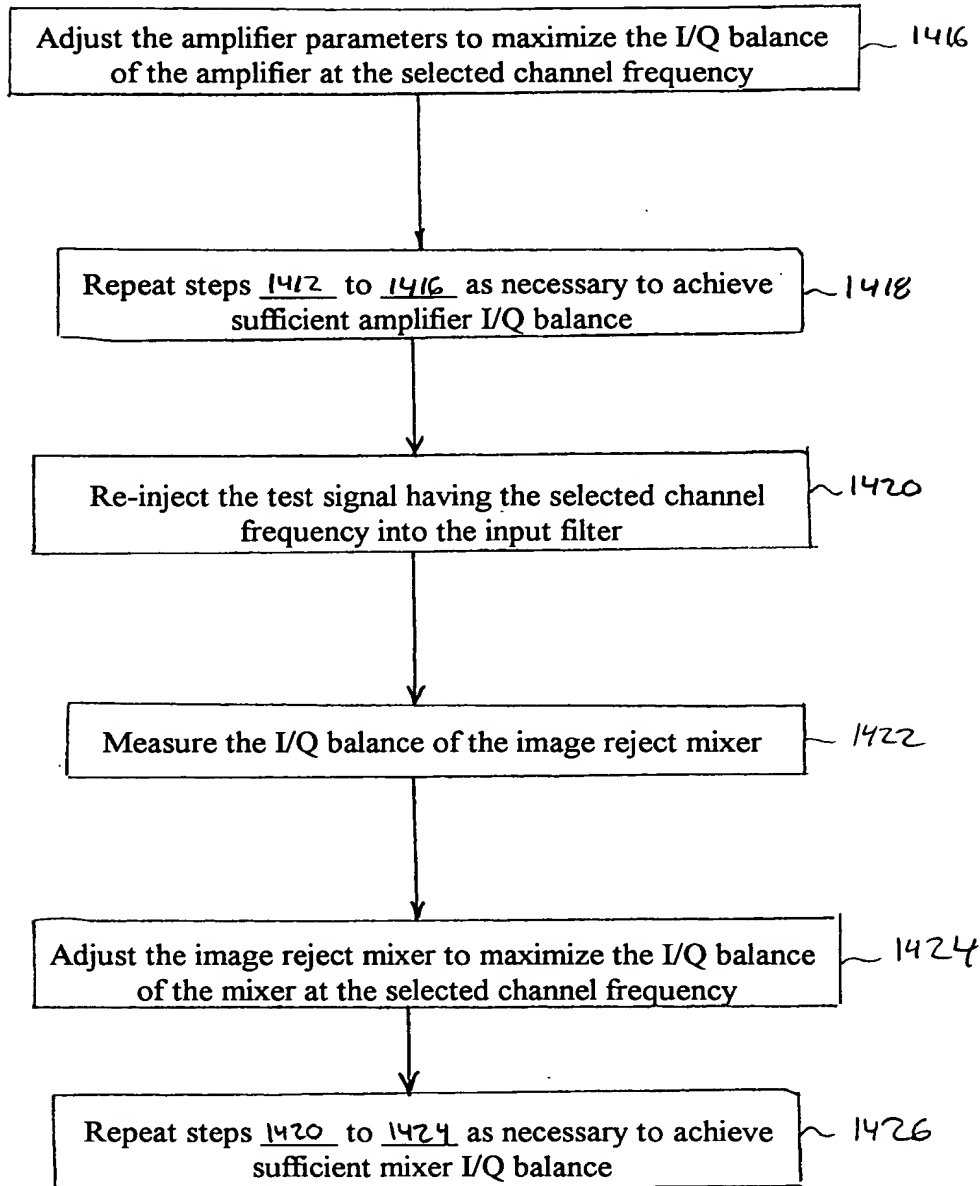 Adjust the amplifier parameters to maximize the I/Q balance
of the amplifier at the selected channel frequency
1416
Repeat steps 1412 to 1416 as necessary to achieve
sufficient amplifier I/Q balance
1418
Re-inject the test signal having the selected channel
frequency into the input filter
1420
Measure the I/Q balance of the image reject mixer
1422
Adjust the image reject mixer to maximize the I/Q balance
of the mixer at the selected channel frequency
1424
Repeat steps 1420 to 1424 as necessary to achieve
sufficient mixer I/Q balance
1426